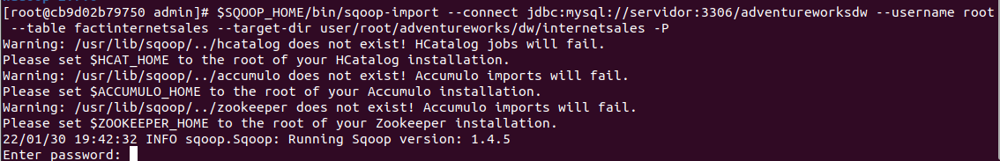 [root@cb9d02b79750 admin]# $SQOOP_HOME/bin/sqoop-import --connect jdbc:mysql://servidor:3306/adventureworksdw --username root
--table factinternetsales --target-dir user/root/adventureworks/dw/internetsales -P
Warning: /usr/lib/sqoop/../hcatalog does not exist! HCatalog jobs will fail.
Please set $HCAT_HOME to the root of your HCatalog installation.
Warning: /usr/lib/sqoop/../accumulo does not exist! Accumulo imports will fail.
Please set $ACCUMULO_HOME to the root of your Accumulo installation.
Warning: /usr/lib/sqoop/../zookeeper does not exist! Accumulo imports will fail.
Please set $ZOOKEEPER_HOME to the root of your Zookeeper installation.
22/01/30 19:42:32 INFO sqoop.Sqoop: Running Sqoop version: 1.4.5
Enter password: